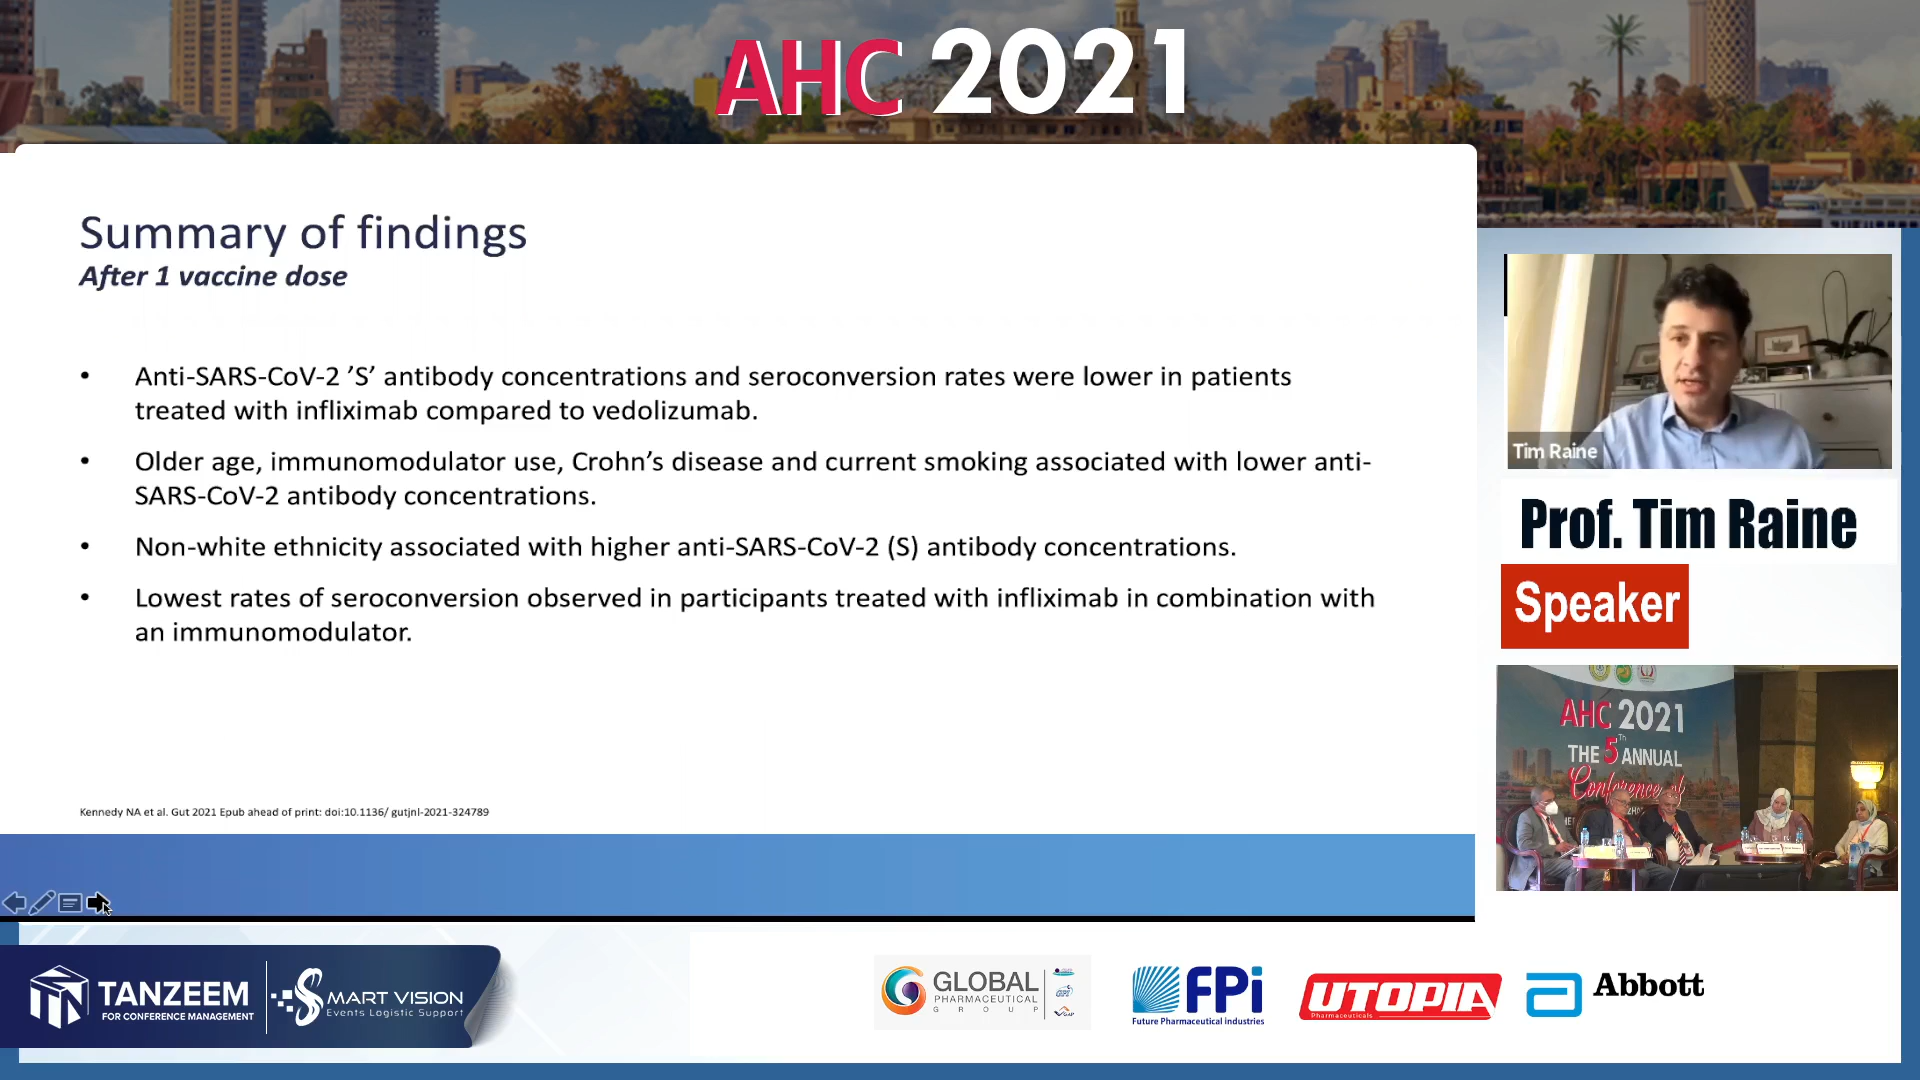 AHC 2021
Summary of findings
After 1 vaccine dose
• Anti-SARS-CoV-2 ’S’ antibody concentrations and seroconversion rates were lower in patients
treated with infliximab compared to vedolizumab.
• Older age, immunomodulator use, Crohn’s disease and current smoking associated with lower anti-
SARS-CoV-2 antibody concentrations.
• Non-white ethnicity associated with higher anti-SARS-CoV-2 (S) antibody concentrations.
• Lowest rates of seroconversion observed in participants treated with infliximab in combination with
an immunomodulator.
Kennedy NA et al. Gut 2021 Epub ahead of print: doi:10.1136/ gutjnl-2021-324789
Tim Raine
Prof. Tim Raine
Speaker
AHC 2021
THE 5Th ANNUAL
Conference of
TANZEEM
FOR CONFERENCE MANAGEMENT
SMART VISION
Events Logistic Support
GLOBAL
PHARMACEUTICAL
GROUP
FPi
Future Pharmaceutical industries
UTOPIA
Pharmaceuticals
Abbott